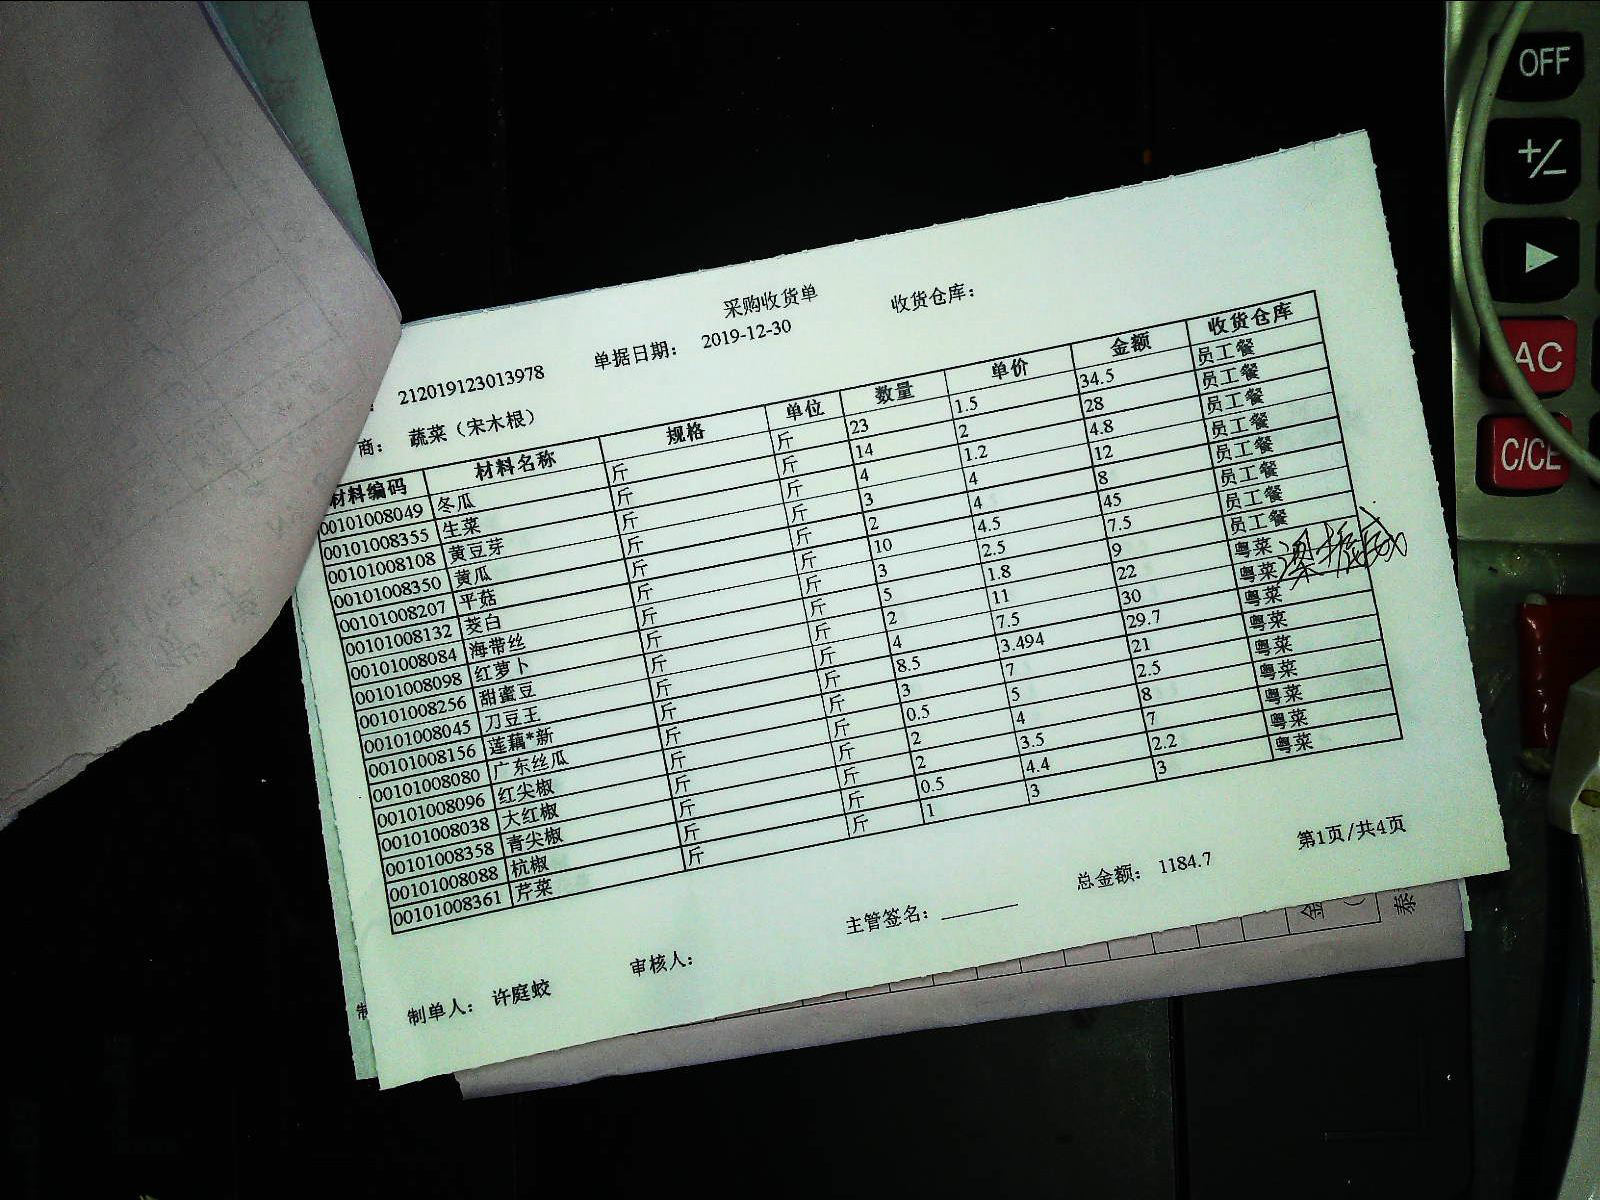 采购收货单
212019123013978 单据日期： 2019-12-30 收货仓库：
商： 蔬菜（宋木根）
材料编码 材料名称 规格 单位 数量 单价 金额 收货仓库
00101008049 冬瓜 斤 斤 23 1.5 34.5 员工餐
00101008355 生菜 斤 斤 14 2 28 员工餐
00101008108 黄豆芽 斤 斤 4 1.2 4.8 员工餐
00101008350 黄瓜 斤 斤 3 4 12 员工餐
00101008207 平菇 斤 斤 2 4 8 员工餐
00101008132 茭白 斤 斤 10 4.5 45 员工餐
00101008084 海带丝 斤 斤 3 2.5 7.5 员工餐
00101008098 红萝卜 斤 斤 5 1.8 9 员工餐
00101008256 甜蜜豆 斤 斤 2 11 22 粤菜
00101008045 刀豆王 斤 斤 4 7.5 30 粤菜
00101008156 莲藕*新 斤 斤 8.5 3.494 29.7 粤菜
00101008080 广东丝瓜 斤 斤 3 7 21 粤菜
00101008096 红尖椒 斤 斤 0.5 5 2.5 粤菜
00101008038 大红椒 斤 斤 2 4 8 粤菜
00101008358 青尖椒 斤 斤 2 3.5 7 粤菜
00101008088 杭椒 斤 斤 0.5 4.4 2.2 粤菜
00101008361 芹菜 斤 斤 1 3 3 粤菜
主管签名： 总金额： 1184.7 第1页/共4页
制单人： 许庭蛟 审核人：
OFF
+/-
AC
C/CE